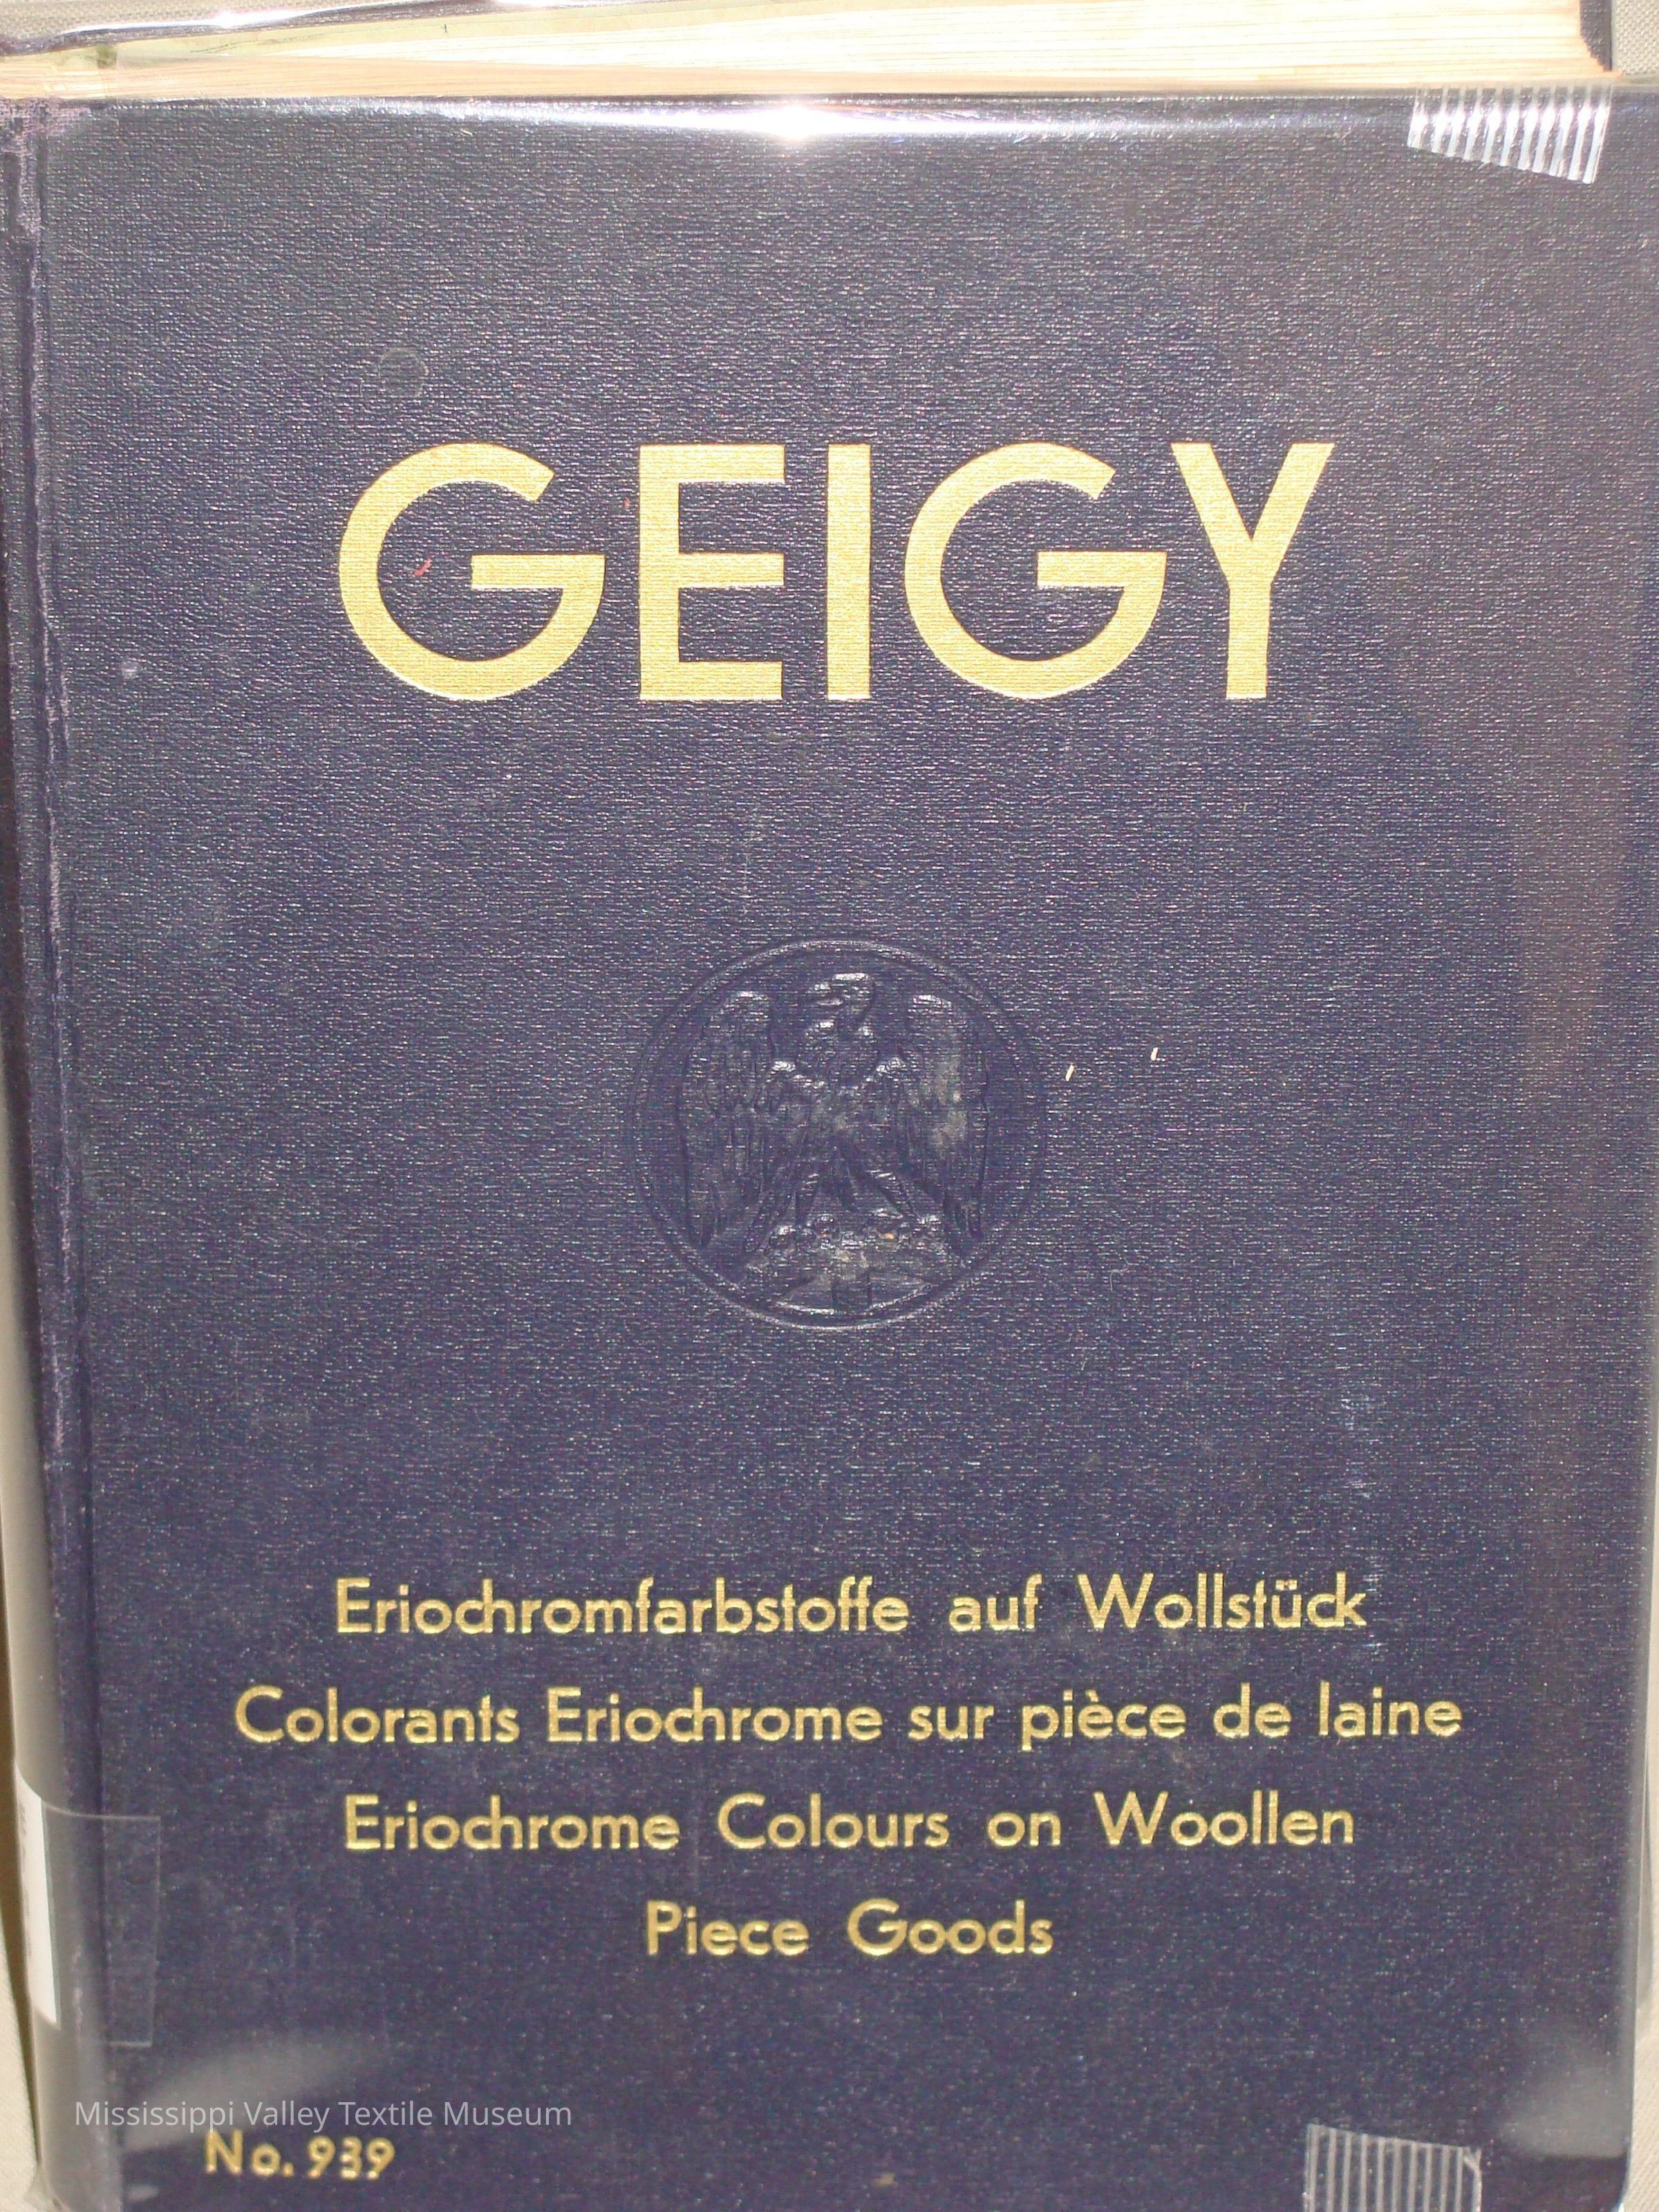 GEIGY
Eriochromfarbstoffe auf Wollstück
Colorants Eriochrome sur pièce de laine
Eriochrome Colours on Woollen
Piece Goods
Mississippi Valley Textile Museum
No. 939